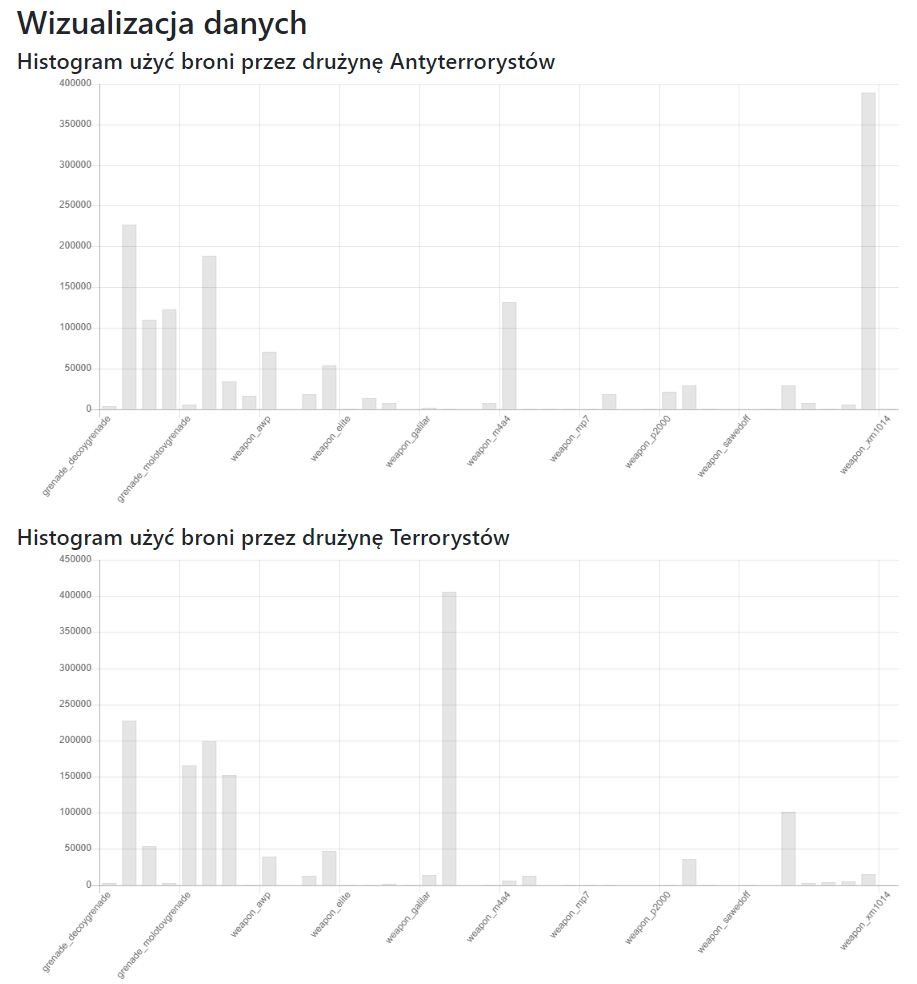 Wizualizacja danych
Histogram użyć broni przez drużynę Antyterrorystów
400000
350000
300000
250000
200000
150000
100000
50000
0
grenade_decoygrenade
grenade_molotovgrenade
weapon_awp
weapon_elite
weapon_galilar
weapon_m4a4
weapon_mp7
weapon_p2000
weapon_sawedoff
weapon_xm1014
Histogram użyć broni przez drużynę Terrorystów
450000
400000
350000
300000
250000
200000
150000
100000
50000
0
grenade_decoygrenade
grenade_molotovgrenade
weapon_awp
weapon_elite
weapon_galilar
weapon_m4a4
weapon_mp7
weapon_p2000
weapon_sawedoff
weapon_xm1014